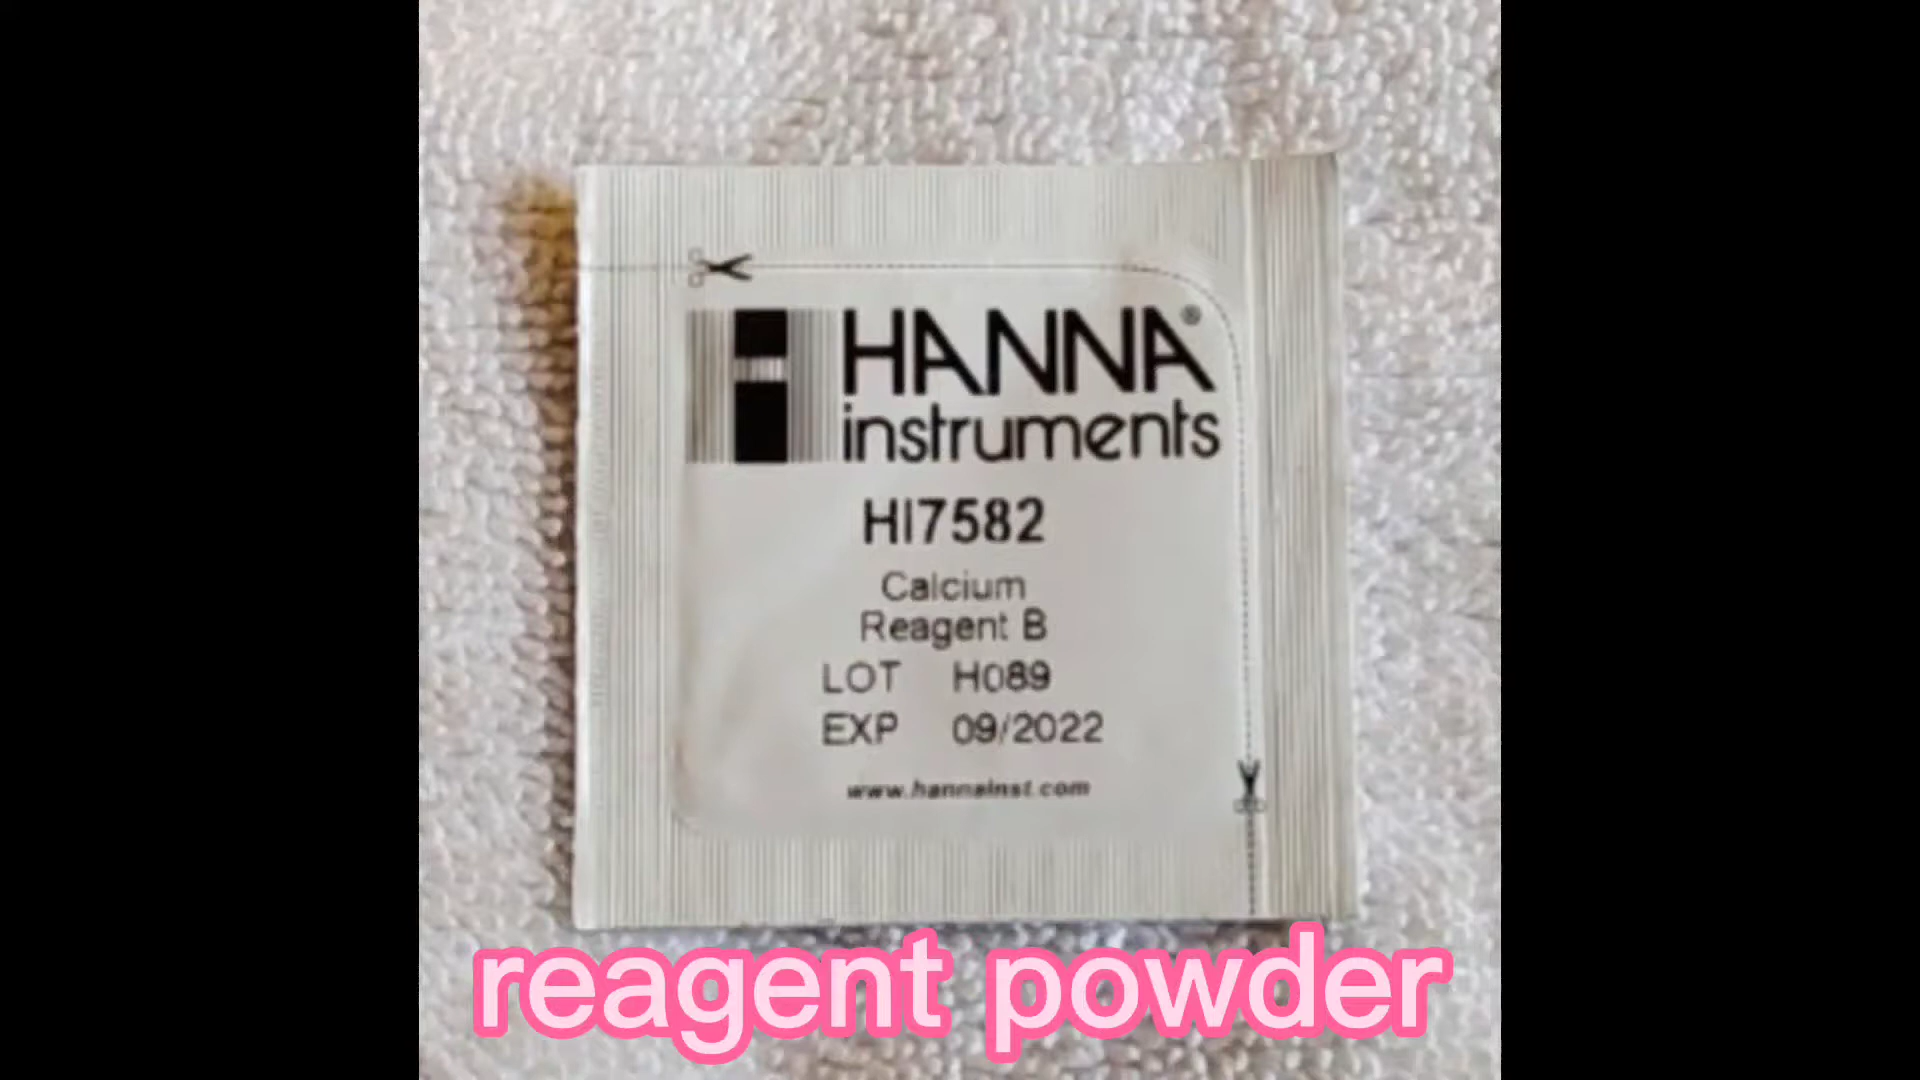 HANNA®
instruments
HI7582
Calcium
Reagent B
LOT H089
EXP 09/2022
www.hannainst.com
reagent powder